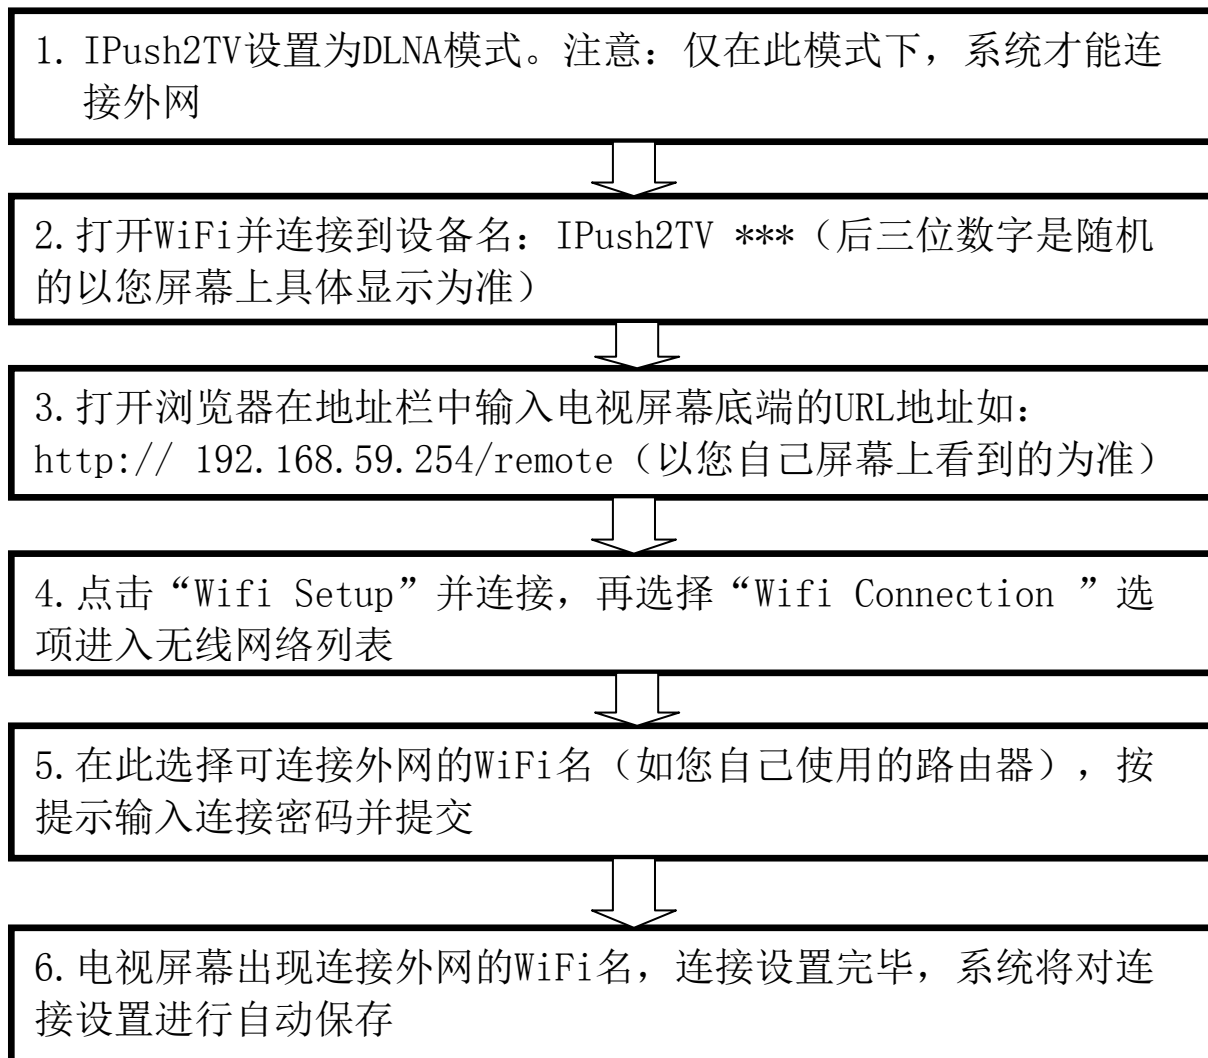 1. IPush2TV设置为DLNA模式。注意：仅在此模式下，系统才能连
接外网
2.打开WiFi并连接到设备名：IPush2TV ***（后三位数字是随机
的以您屏幕上具体显示为准）
3.打开浏览器在地址栏中输入电视屏幕底端的URL地址如：
http:// 192.168.59.254/remote（以您自己屏幕上看到的为准）
4.点击“Wifi Setup”并连接，再选择“Wifi Connection ”选
项进入无线网络列表
5.在此选择可连接外网的WiFi名（如您自己使用的路由器），按
提示输入连接密码并提交
6.电视屏幕出现连接外网的WiFi名，连接设置完毕，系统将对连
接设置进行自动保存